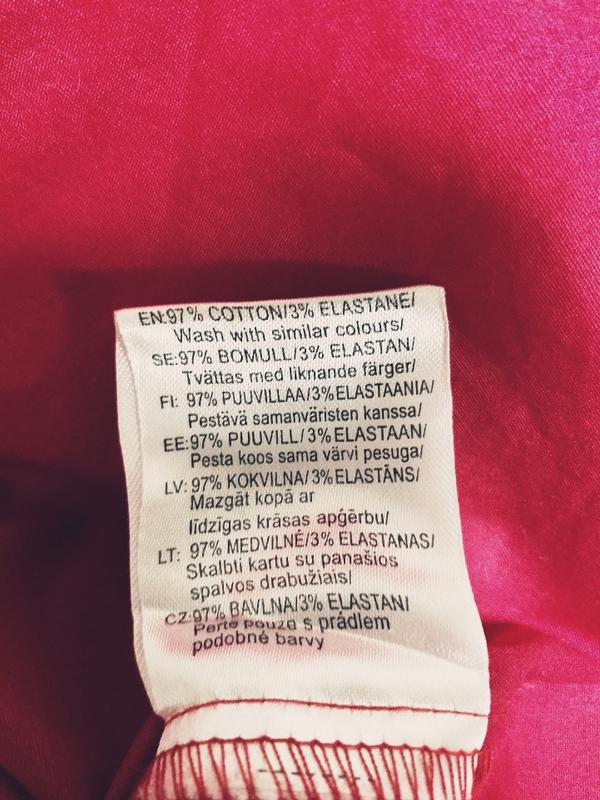 EN:97% COTTON/3% ELASTANE/
Wash with similar colours/
SE:97% BOMULL/3% ELASTAN/
Tvättas med liknande färger/
FI: 97% PUUVILLAA/3%ELASTAANIA/
Pestävä samanväristen kanssa/
EE:97% PUUVILL/3%ELASTAAN/
Pesta koos sama värvi pesuga/
LV: 97% KOKVILNA/3%ELASTĀNS/
Mazgāt kopā ar
līdzīgas krāsas apģērbu/
LT: 97% MEDVILNĖ/3% ELASTANAS/
Skalbti kartu su panašios
spalvos drabužiais/
CZ:97% BAVLNA/3% ELASTAN/
Perte pouze s prádlem
podobné barvy